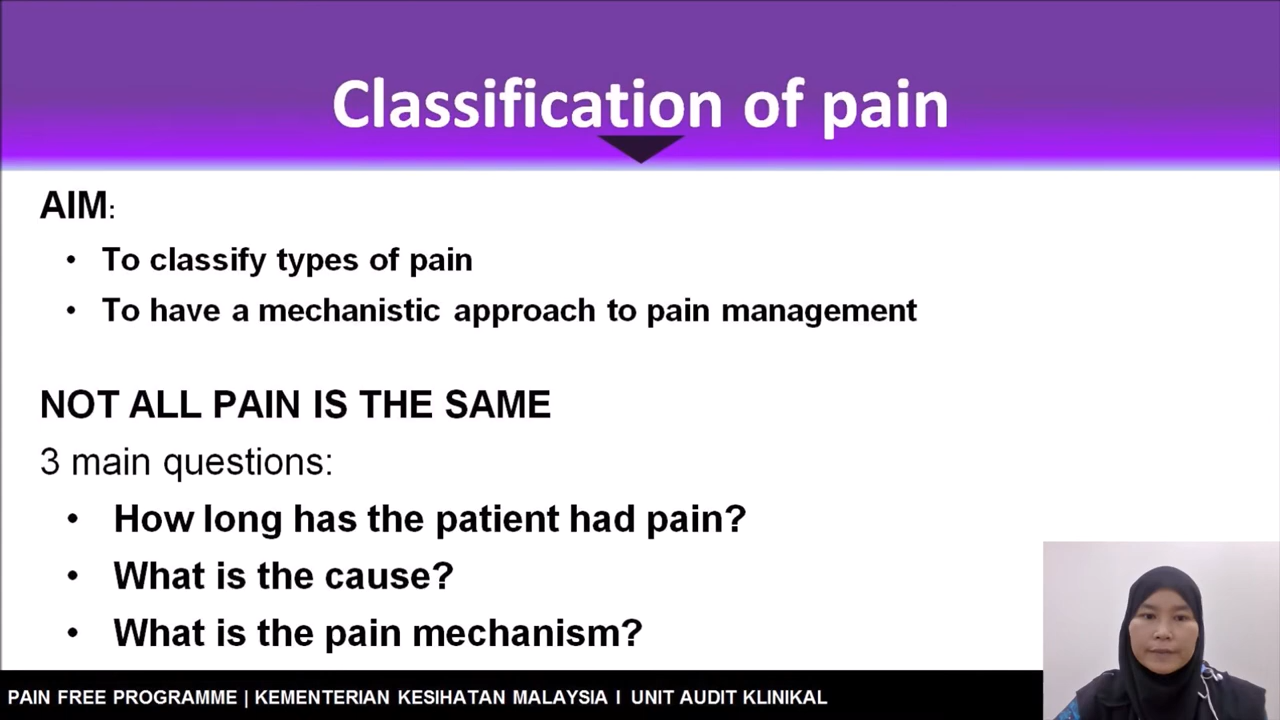 Classification of pain
AIM:
• To classify types of pain
• To have a mechanistic approach to pain management
NOT ALL PAIN IS THE SAME
3 main questions:
• How long has the patient had pain?
• What is the cause?
• What is the pain mechanism?
PAIN FREE PROGRAMME | KEMENTERIAN KESIHATAN MALAYSIA I UNIT AUDIT KLINIKAL